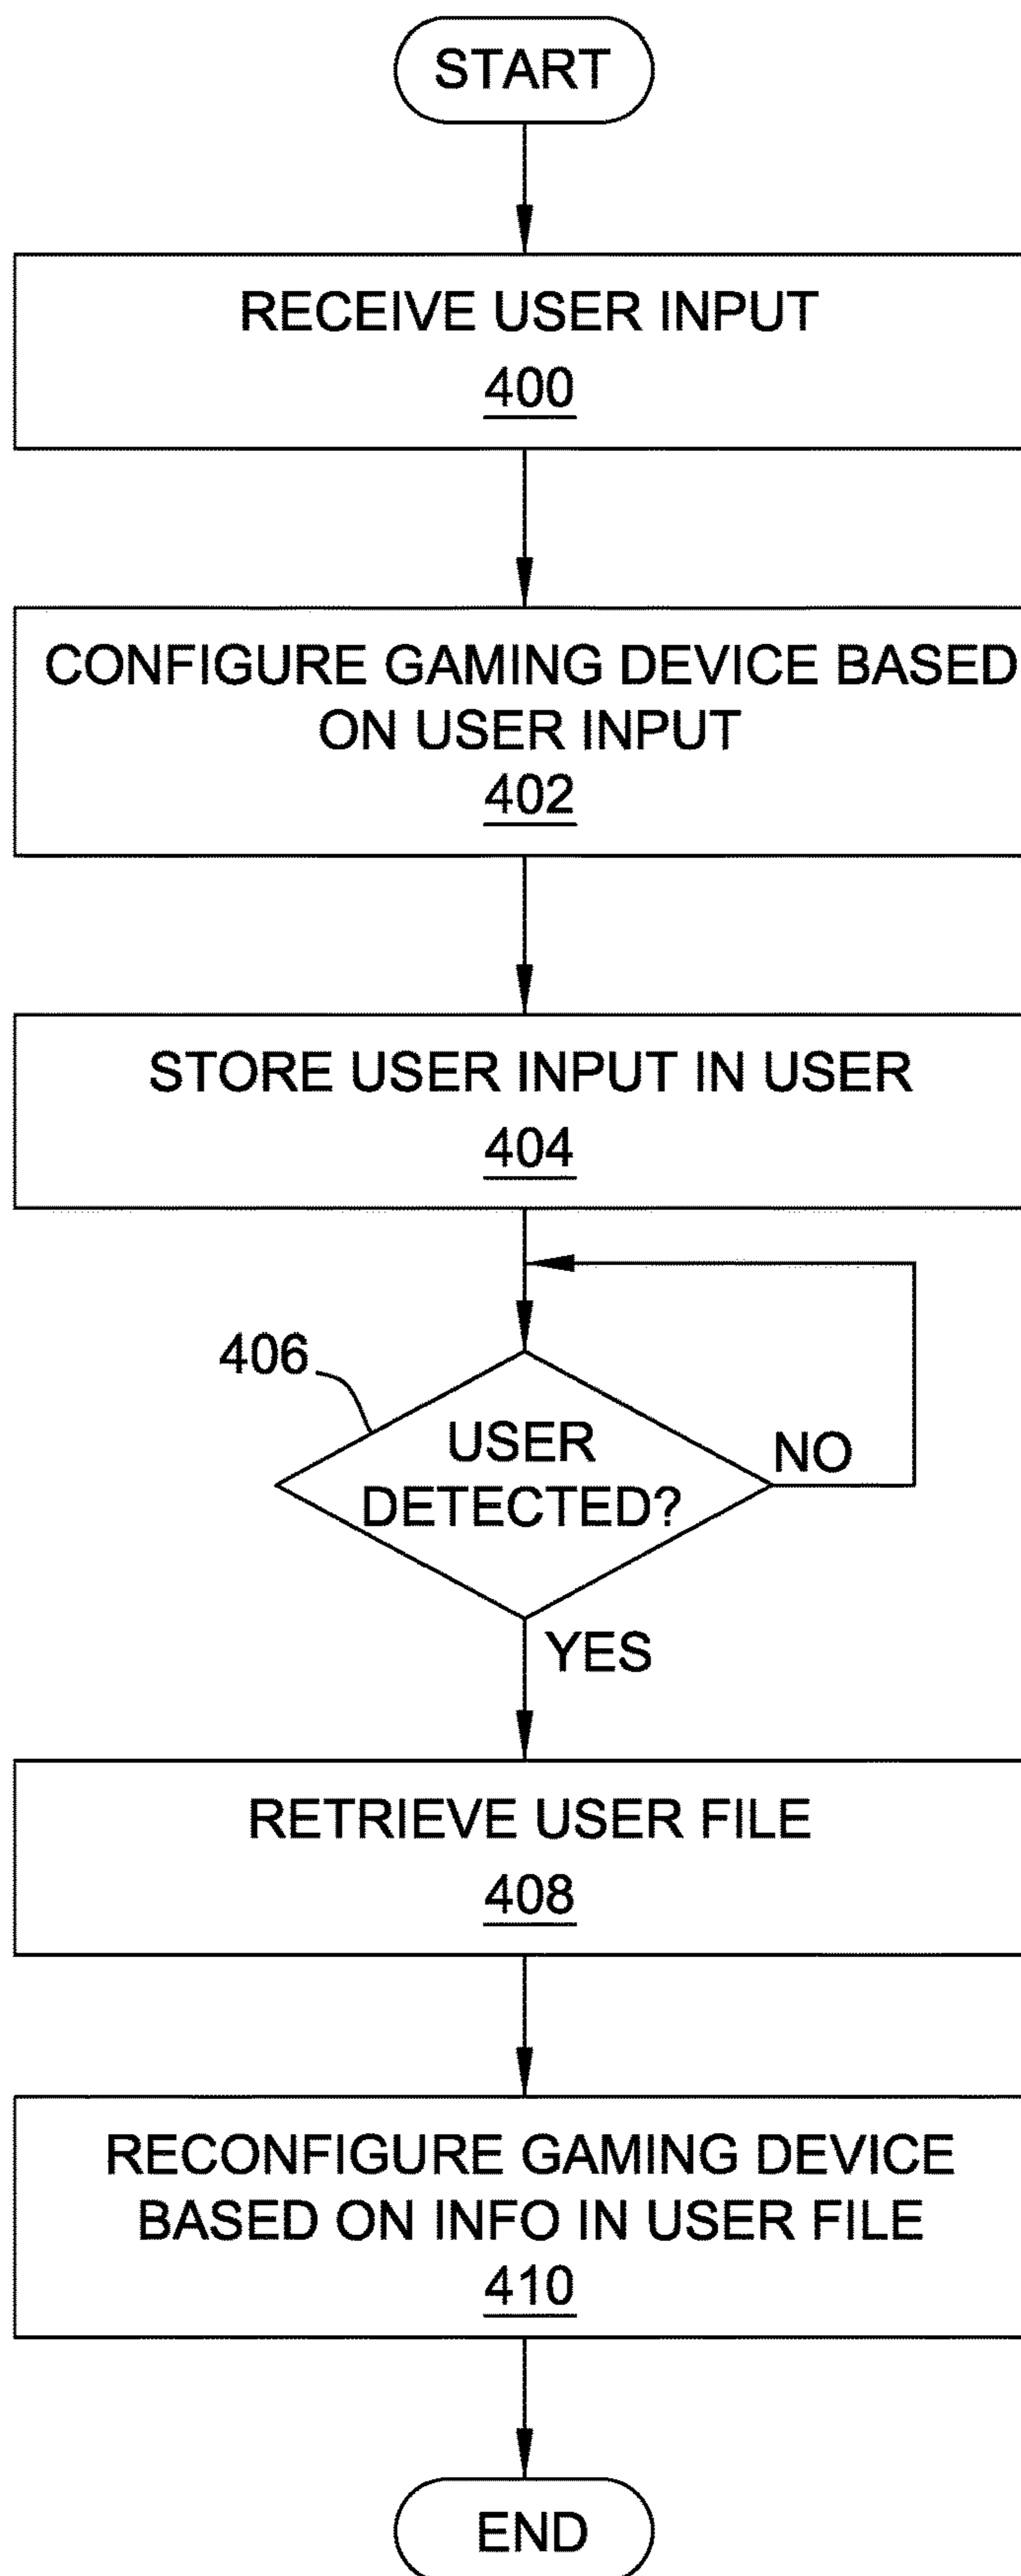 START
RECEIVE USER INPUT
400
CONFIGURE GAMING DEVICE BASED
ON USER INPUT
402
STORE USER INPUT IN USER
404
406
USER
DETECTED?
NO
YES
RETRIEVE USER FILE
408
RECONFIGURE GAMING DEVICE
BASED ON INFO IN USER FILE
410
END